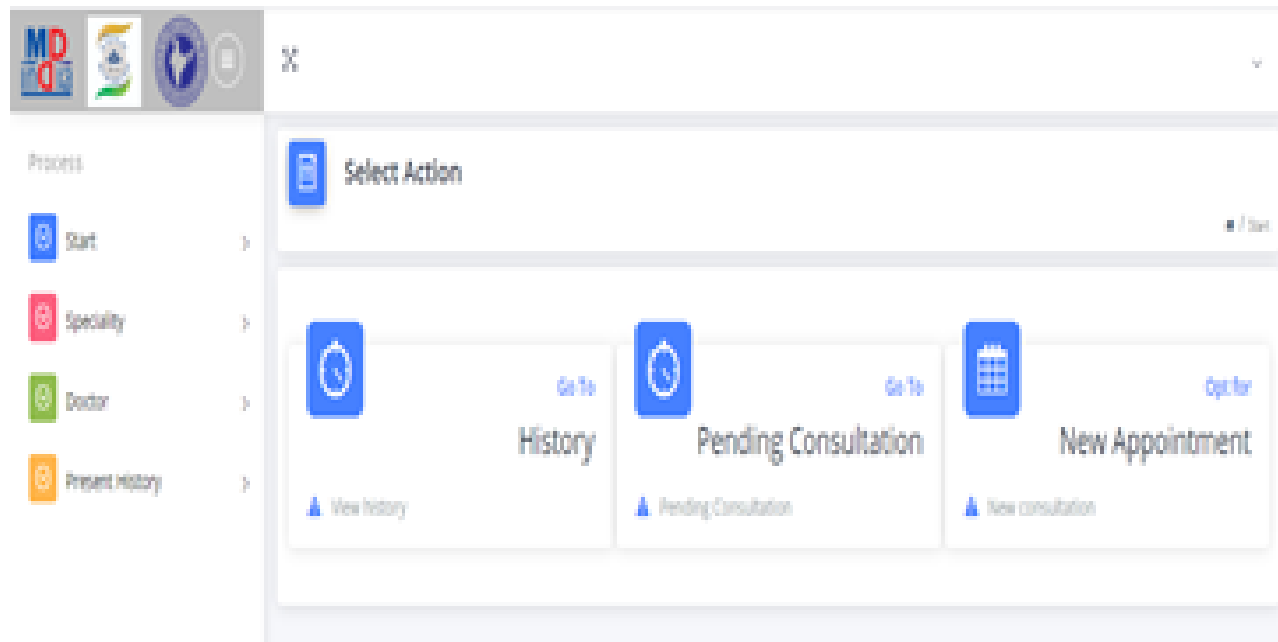 Process
Start
Speciality
Doctor
Present History
Select Action
/ Start
Go To
History
View history
Go To
Pending Consultation
Pending Consultation
Opt for
New Appointment
New consultation